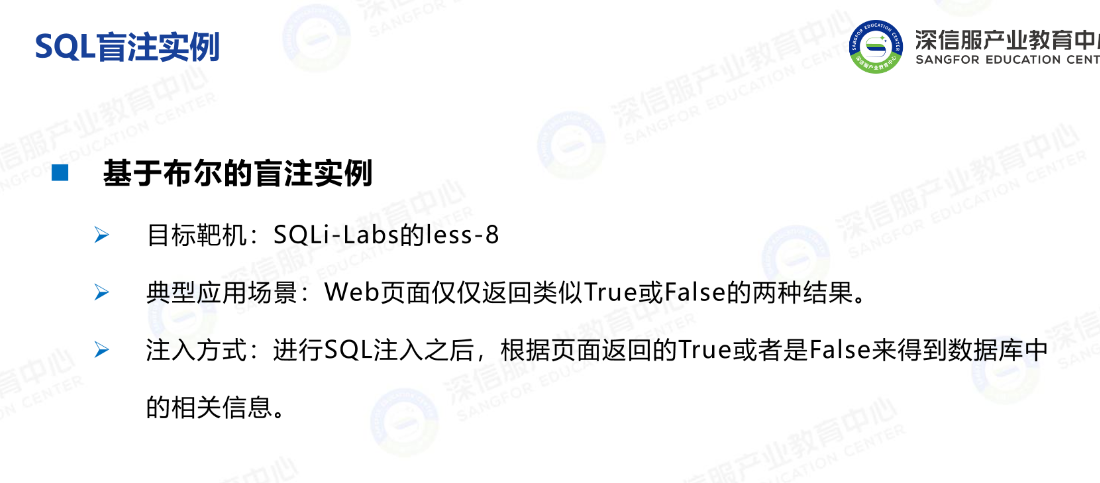 SQL盲注实例
深信服产业教育中心
SANGFOR EDUCATION CENT
基于布尔的盲注实例
目标靶机：SQLi-Labs的less-8
典型应用场景：Web页面仅仅返回类似True或False的两种结果。
注入方式：进行SQL注入之后，根据页面返回的True或者是False来得到数据库中
的相关信息。